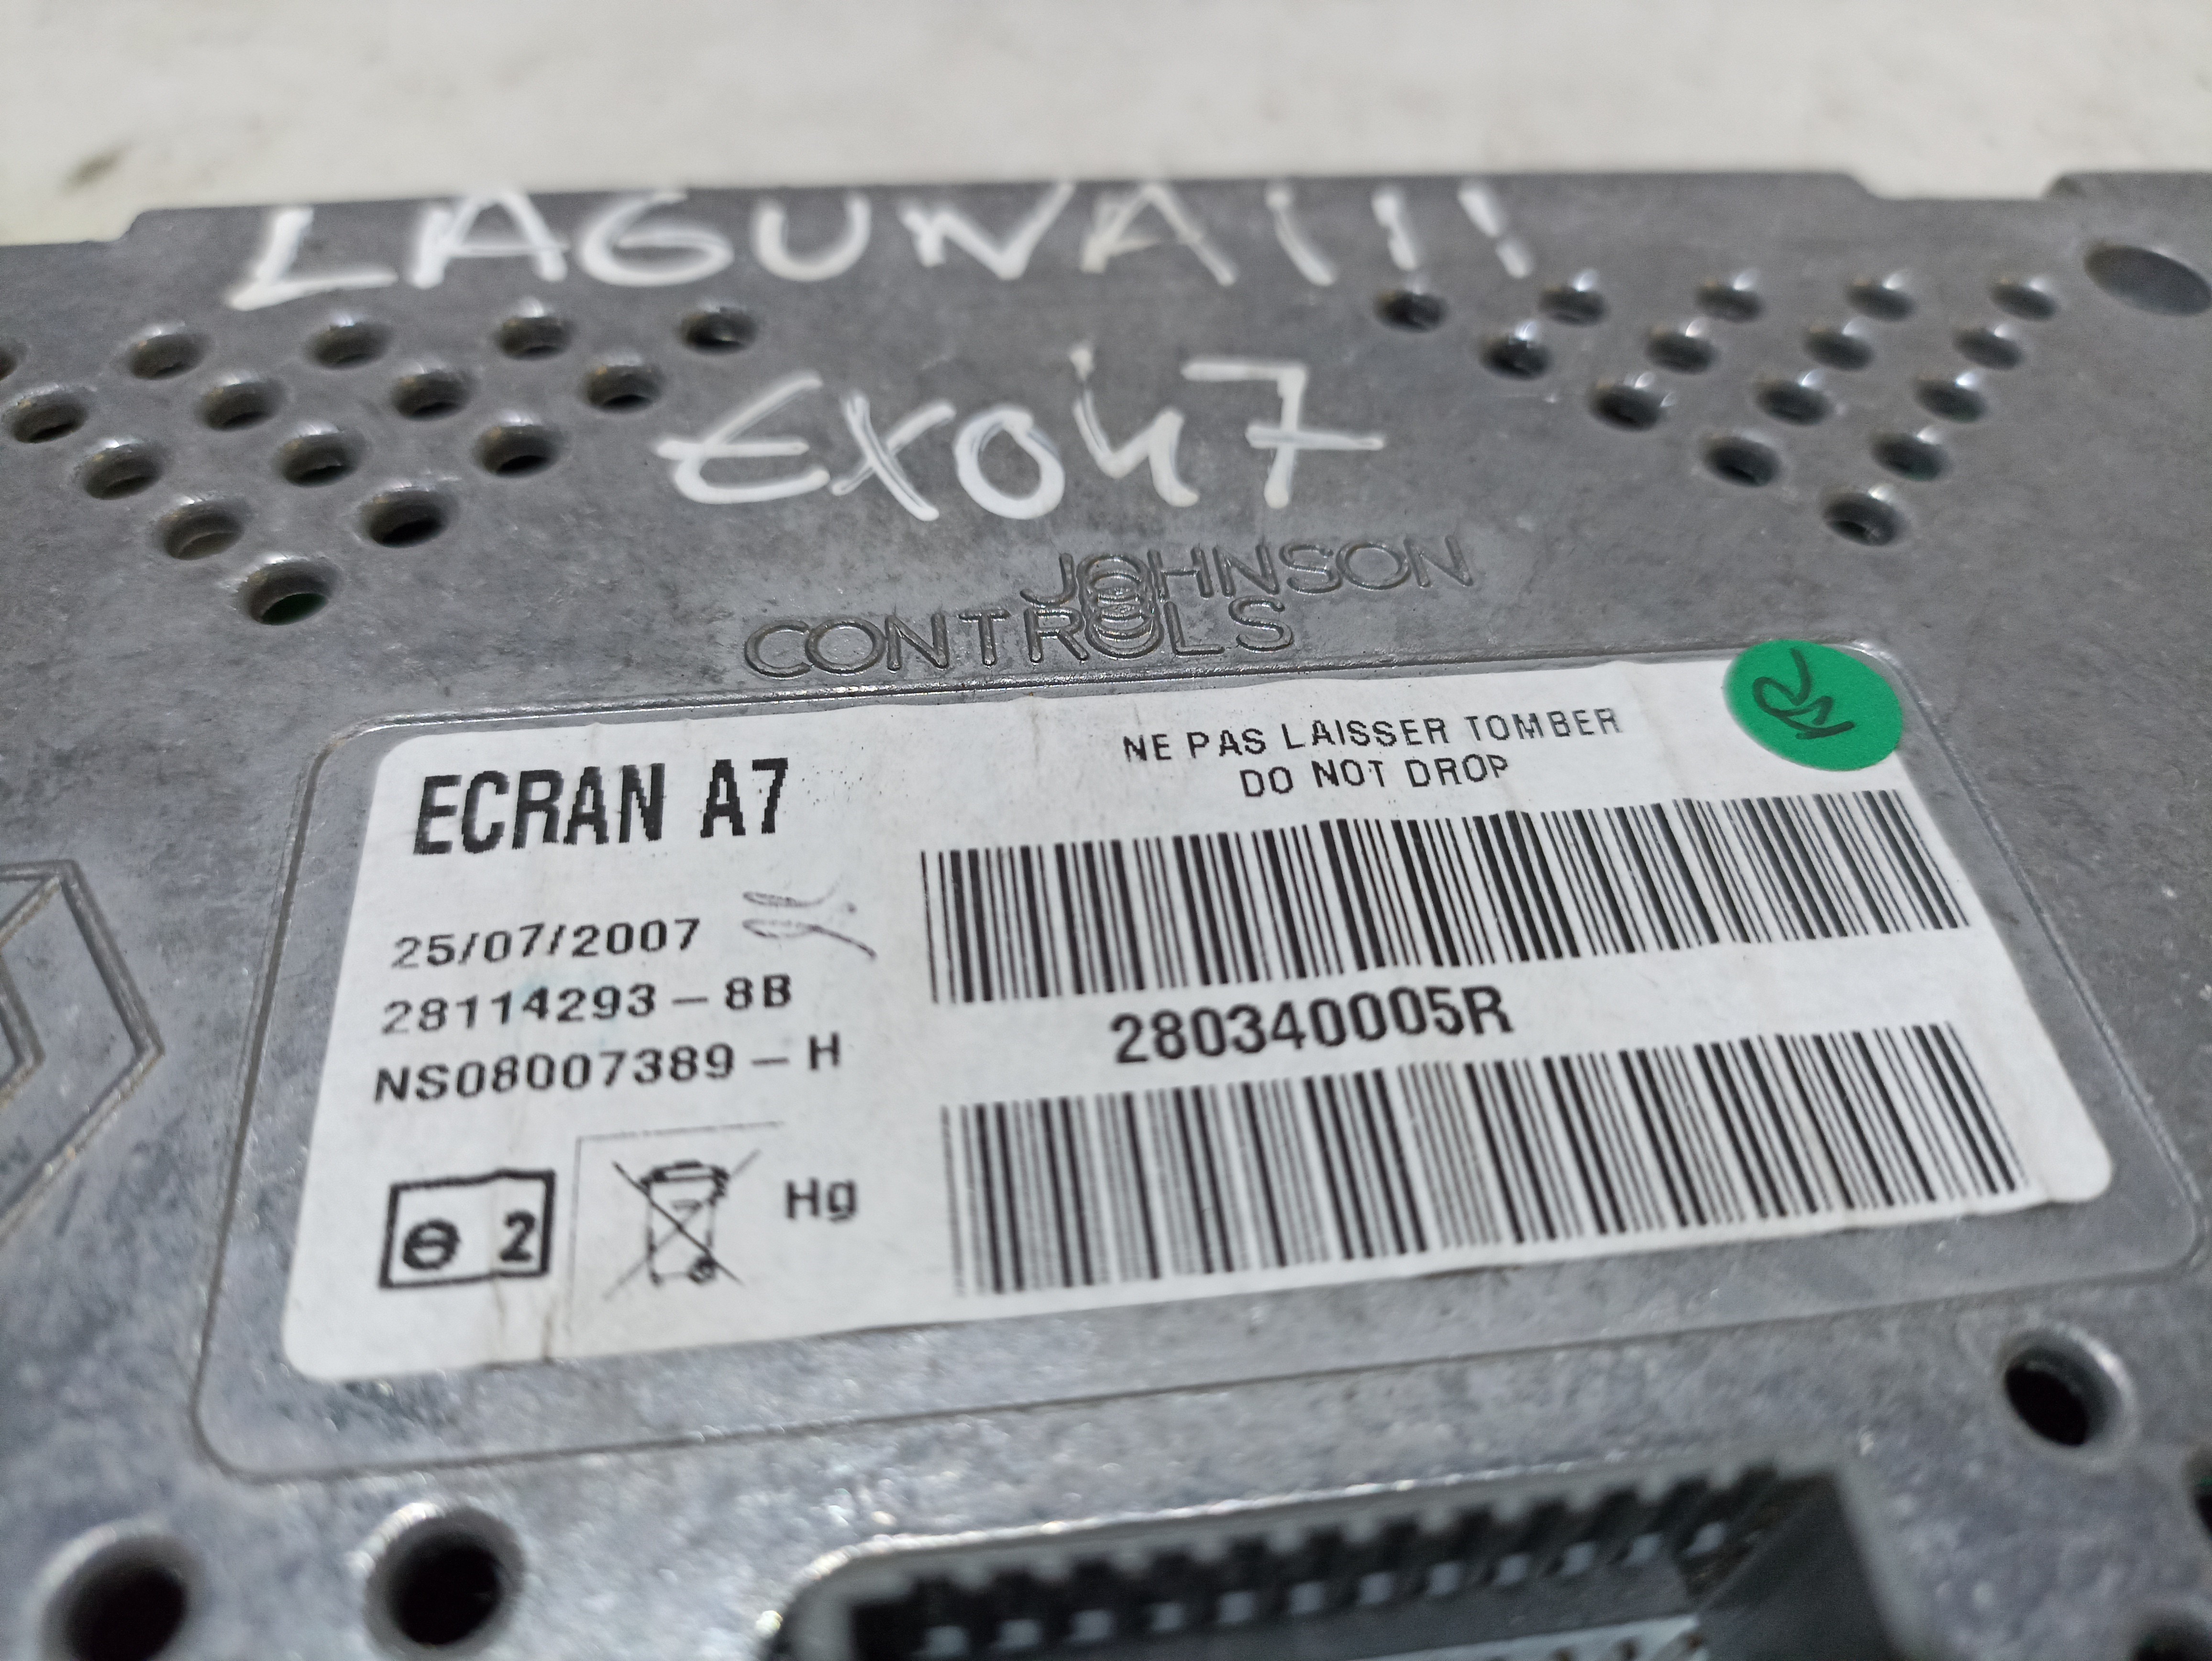 LAGUNA III
EX047
JOHNSON
CONTROLS
ECRAN A7
NE PAS LAISSER TOMBER
DO NOT DROP
25/07/2007
28114293-8B
NS08007389-H
280340005R
e 2
Hg